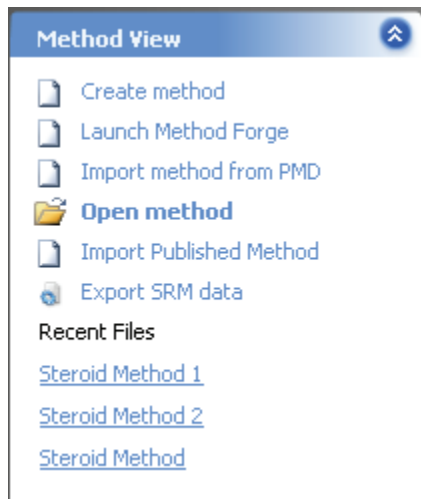 Method View
Create method
Launch Method Forge
Import method from PMD
Open method
Import Published Method
Export SRM data
Recent Files
Steroid Method 1
Steroid Method 2
Steroid Method